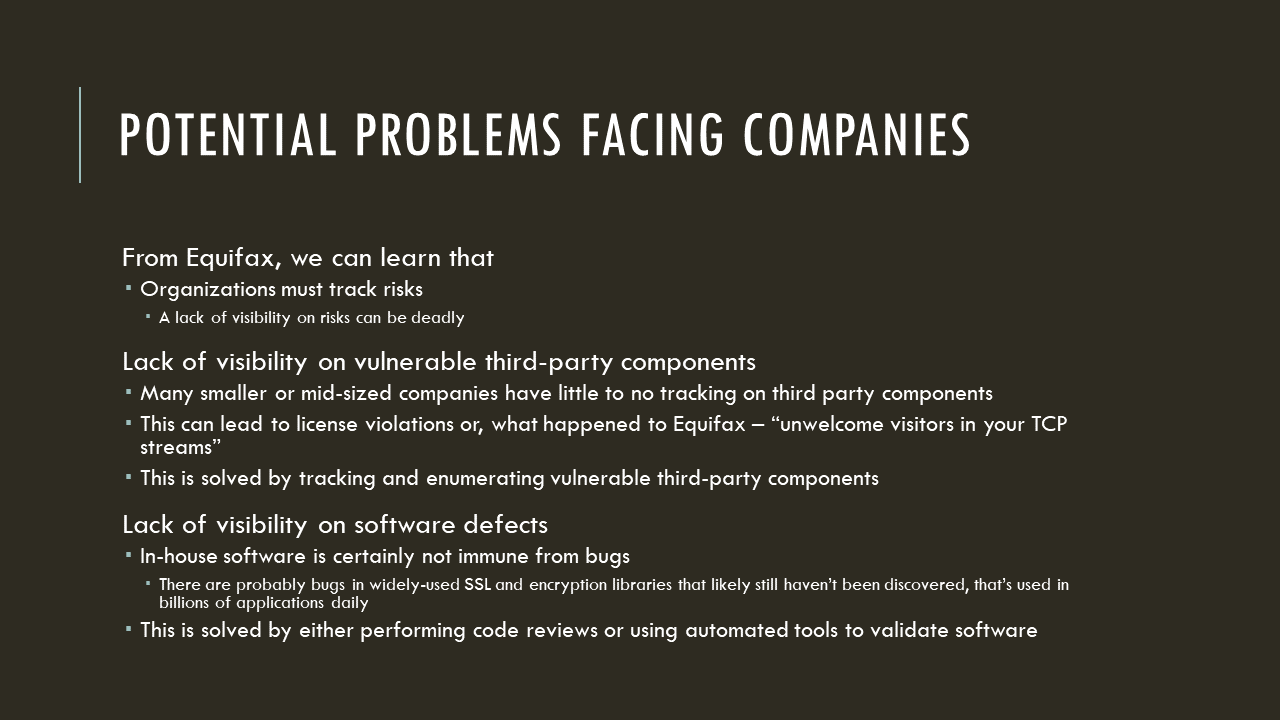 POTENTIAL PROBLEMS FACING COMPANIES
From Equifax, we can learn that
▪ Organizations must track risks
▪ A lack of visibility on risks can be deadly
Lack of visibility on vulnerable third-party components
▪ Many smaller or mid-sized companies have little to no tracking on third party components
▪ This can lead to license violations or, what happened to Equifax – “unwelcome visitors in your TCP
streams”
▪ This is solved by tracking and enumerating vulnerable third-party components
Lack of visibility on software defects
▪ In-house software is certainly not immune from bugs
▪ There are probably bugs in widely-used SSL and encryption libraries that likely still haven’t been discovered, that’s used in
billions of applications daily
▪ This is solved by either performing code reviews or using automated tools to validate software